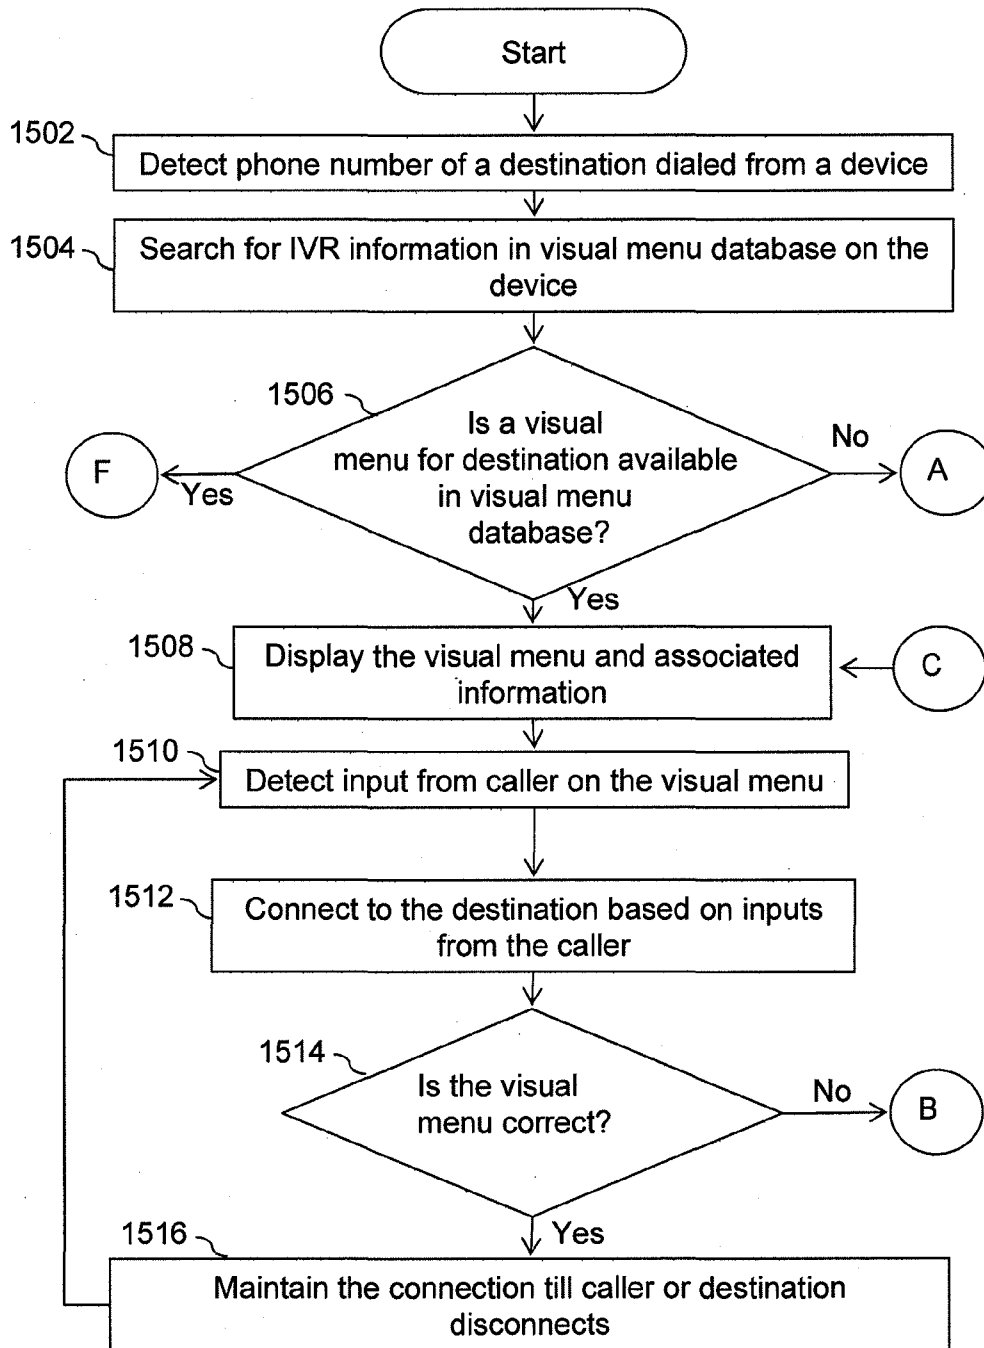 Start
1502
Detect phone number of a destination dialed from a device
1504
Search for IVR information in visual menu database on the
device
1506
Is a visual
menu for destination available
in visual menu
database?
F
Yes
No
A
Yes
1508
Display the visual menu and associated
information
C
1510
Detect input from caller on the visual menu
1512
Connect to the destination based on inputs
from the caller
1514
Is the visual
menu correct?
No
B
Yes
1516
Maintain the connection till caller or destination
disconnects